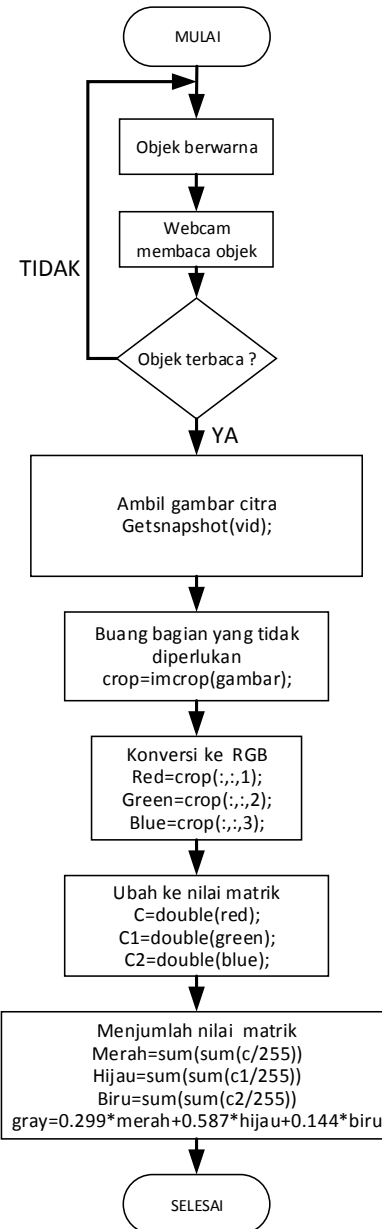 MULAI
Objek berwarna
Webcam
membaca objek
TIDAK
Objek terbaca ?
YA
Ambil gambar citra
Getsnapshot(vid);
Buang bagian yang tidak
diperlukan
crop=imcrop(gambar);
Konversi ke RGB
Red=crop(:,:,1);
Green=crop(:,:,2);
Blue=crop(:,:,3);
Ubah ke nilai matrik
C=double(red);
C1=double(green);
C2=double(blue);
Menjumlah nilai matrik
Merah=sum(sum(c/255))
Hijau=sum(sum(c1/255))
Biru=sum(sum(c2/255))
gray=0.299*merah+0.587*hijau+0.144*biru
SELESAI